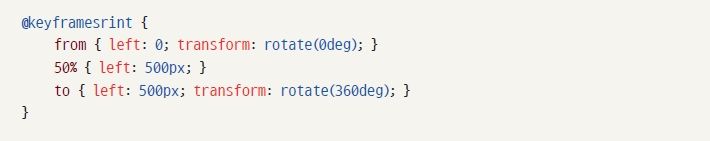 @keyframesrint {
from { left: 0; transform: rotate(0deg); }
50% { left: 500px; }
to { left: 500px; transform: rotate(360deg); }
}